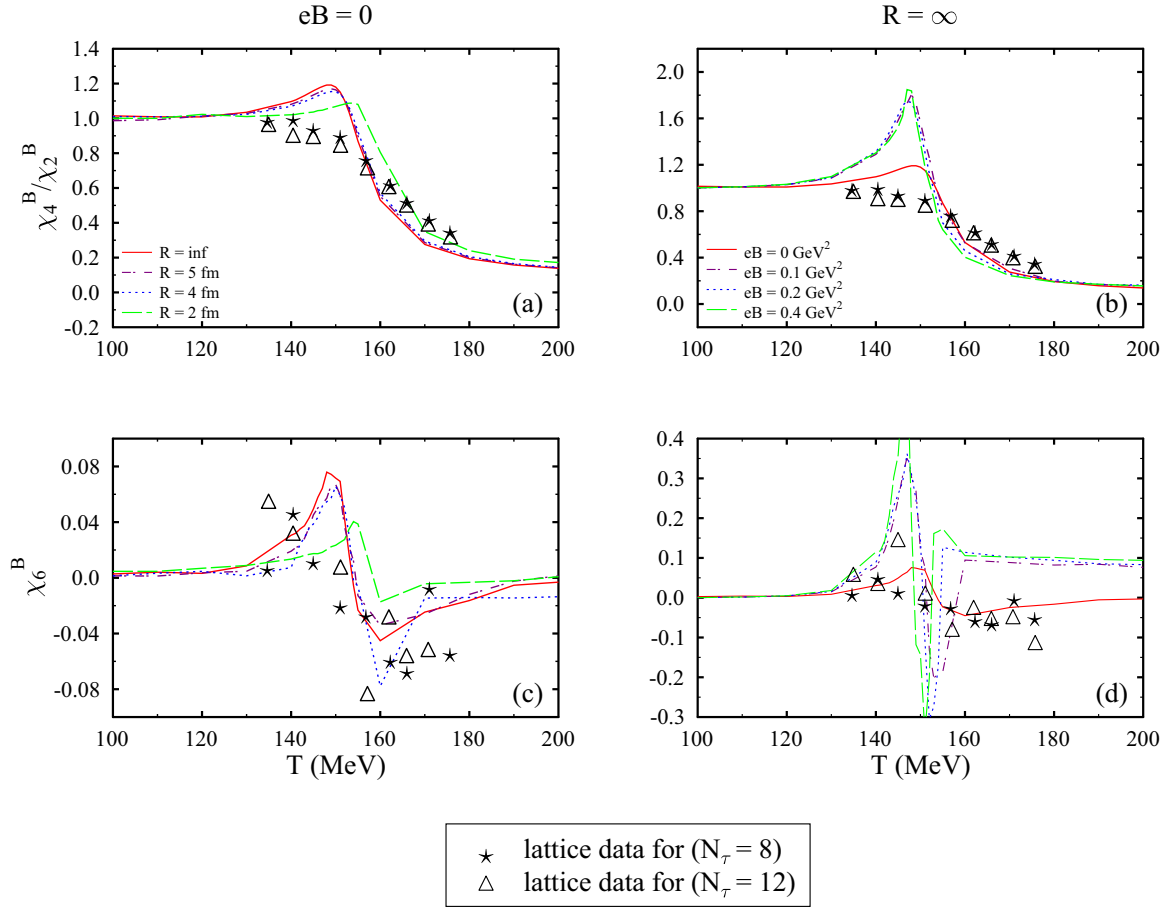 eB = 0
R = ∞
1.4
1.2
1.0
0.8
0.6
0.4
0.2
0.0
-0.2
χ₄ᴮ/χ₂ᴮ
R = inf
R = 5 fm
R = 4 fm
R = 2 fm
(a)
100 120 140 160 180 200
2.0
1.6
1.2
0.8
0.4
0.0
eB = 0 GeV²
eB = 0.1 GeV²
eB = 0.2 GeV²
eB = 0.4 GeV²
(b)
100 120 140 160 180 200
0.08
0.04
0.0
-0.04
-0.08
χ₆ᴮ
(c)
100 120 140 160 180 200
T (MeV)
0.4
0.3
0.2
0.1
0.0
-0.1
-0.2
-0.3
(d)
100 120 140 160 180 200
T (MeV)
lattice data for (N_τ = 8)
lattice data for (N_τ = 12)